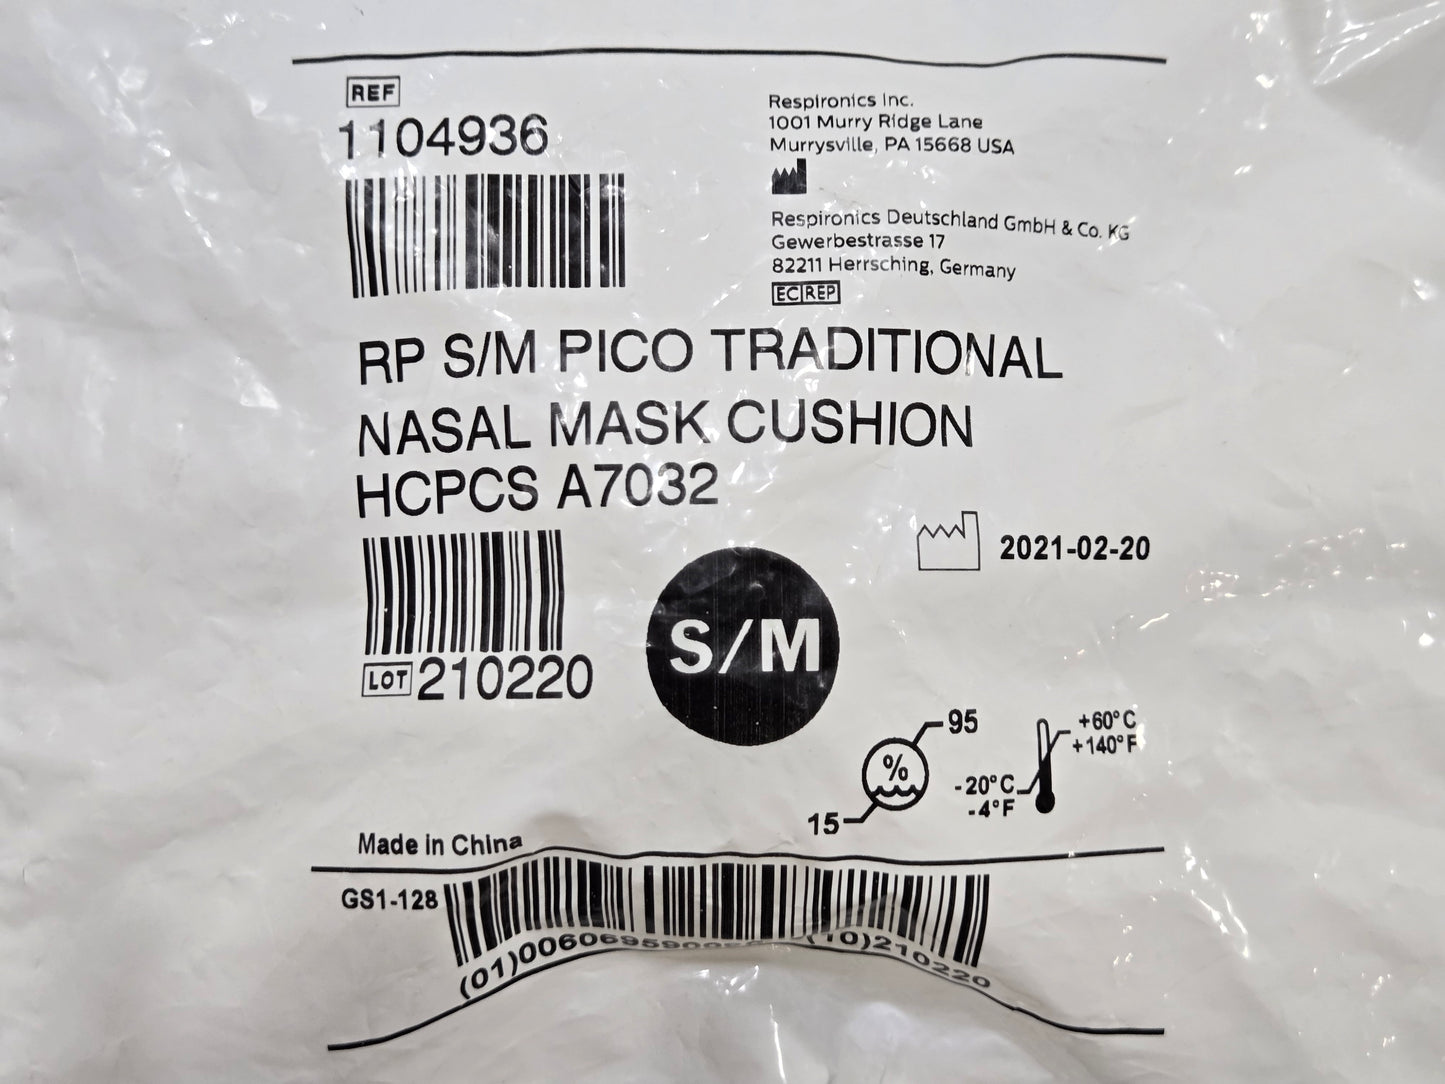 REF
1104936
Respironics Inc.
1001 Murry Ridge Lane
Murrysville, PA 15668 USA
Respironics Deutschland GmbH & Co. KG
Gewerbestrasse 17
82211 Herrsching, Germany
EC REP
RP S/M PICO TRADITIONAL
NASAL MASK CUSHION
HCPCS A7032
2021-02-20
LOT 210220
S/M
95
%
15
+60°C
+140°F
-20°C
-4°F
Made in China
GS1-128
(10)210220